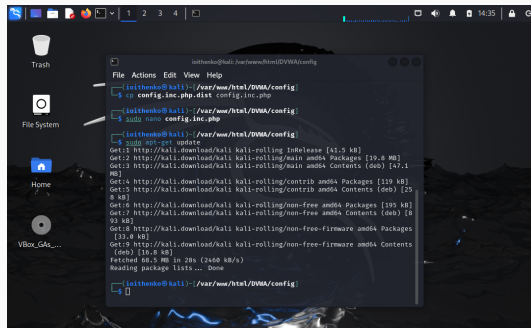 1 2 3 4
14:35
Trash
File System
Home
VBox_GAs_...
ioithenko@kali: /var/www/html/DVWA/config
File Actions Edit View Help
(ioithenko㉿kali)-[/var/www/html/DVWA/config]
$ cp config.inc.php.dist config.inc.php
(ioithenko㉿kali)-[/var/www/html/DVWA/config]
$ sudo nano config.inc.php
(ioithenko㉿kali)-[/var/www/html/DVWA/config]
$ sudo apt-get update
Get:1 http://kali.download/kali kali-rolling InRelease [41.5 kB]
Get:2 http://kali.download/kali kali-rolling/main amd64 Packages [19.8 MB]
Get:3 http://kali.download/kali kali-rolling/main amd64 Contents (deb) [47.1
MB]
Get:4 http://kali.download/kali kali-rolling/contrib amd64 Packages [119 kB]
Get:5 http://kali.download/kali kali-rolling/contrib amd64 Contents (deb) [25
8 kB]
Get:6 http://kali.download/kali kali-rolling/non-free amd64 Packages [195 kB]
Get:7 http://kali.download/kali kali-rolling/non-free amd64 Contents (deb) [8
93 kB]
Get:8 http://kali.download/kali kali-rolling/non-free-firmware amd64 Packages
[33.0 kB]
Get:9 http://kali.download/kali kali-rolling/non-free-firmware amd64 Contents
(deb) [16.8 kB]
Fetched 68.5 MB in 28s (2460 kB/s)
Reading package lists... Done
(ioithenko㉿kali)-[/var/www/html/DVWA/config]
$